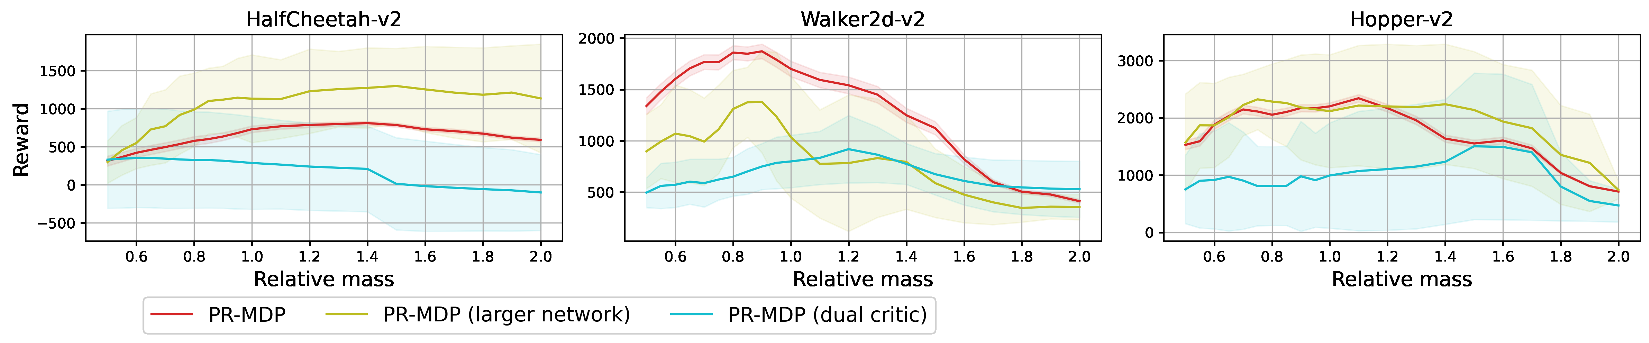 HalfCheetah-v2
Walker2d-v2
Hopper-v2
Reward
1500
1000
500
0
−500
0.6 0.8 1.0 1.2 1.4 1.6 1.8 2.0
Relative mass
2000
1500
1000
500
0.6 0.8 1.0 1.2 1.4 1.6 1.8 2.0
Relative mass
3000
2000
1000
0
0.6 0.8 1.0 1.2 1.4 1.6 1.8 2.0
Relative mass
PR-MDP
PR-MDP (larger network)
PR-MDP (dual critic)